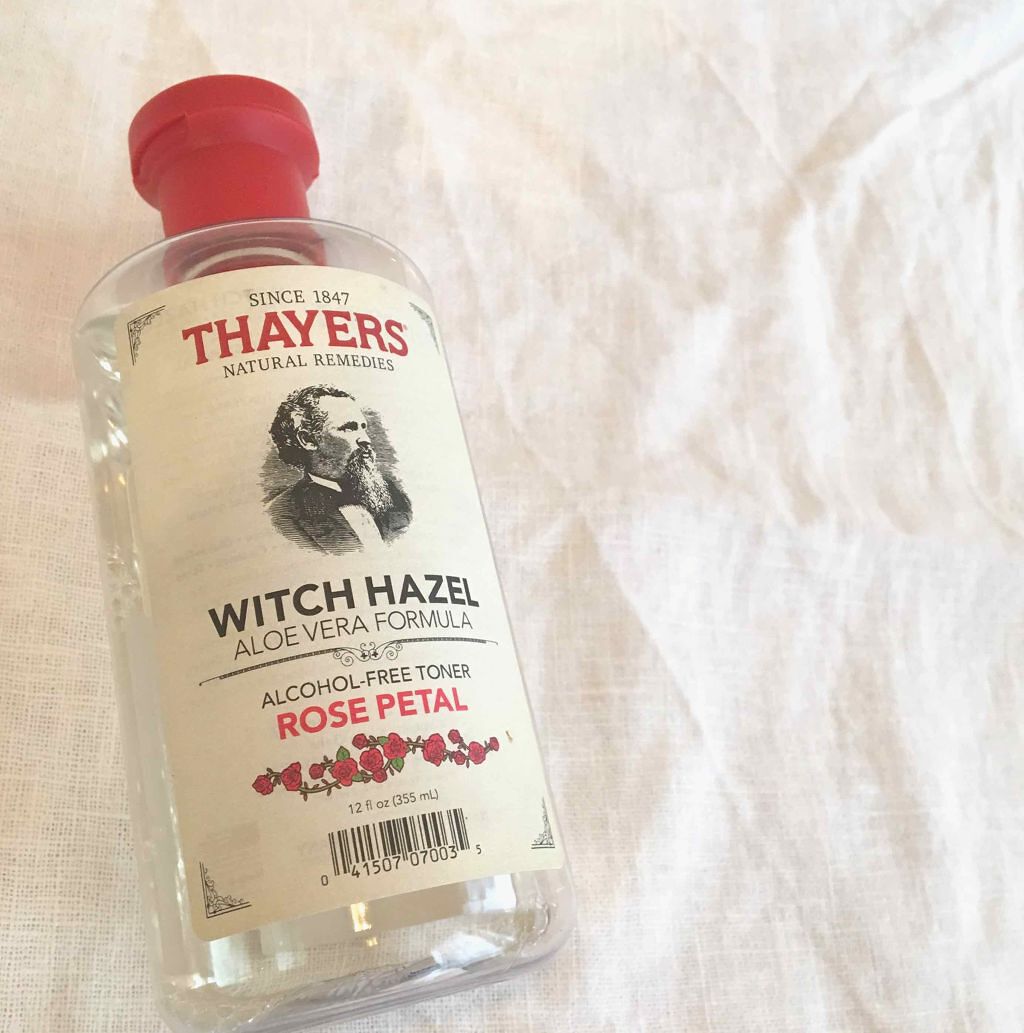 SINCE 1847
THAYERS®
NATURAL REMEDIES
WITCH HAZEL
ALOE VERA FORMULA
ALCOHOL-FREE TONER
ROSE PETAL
12 fl oz (355 mL)
0 41507 07003 5